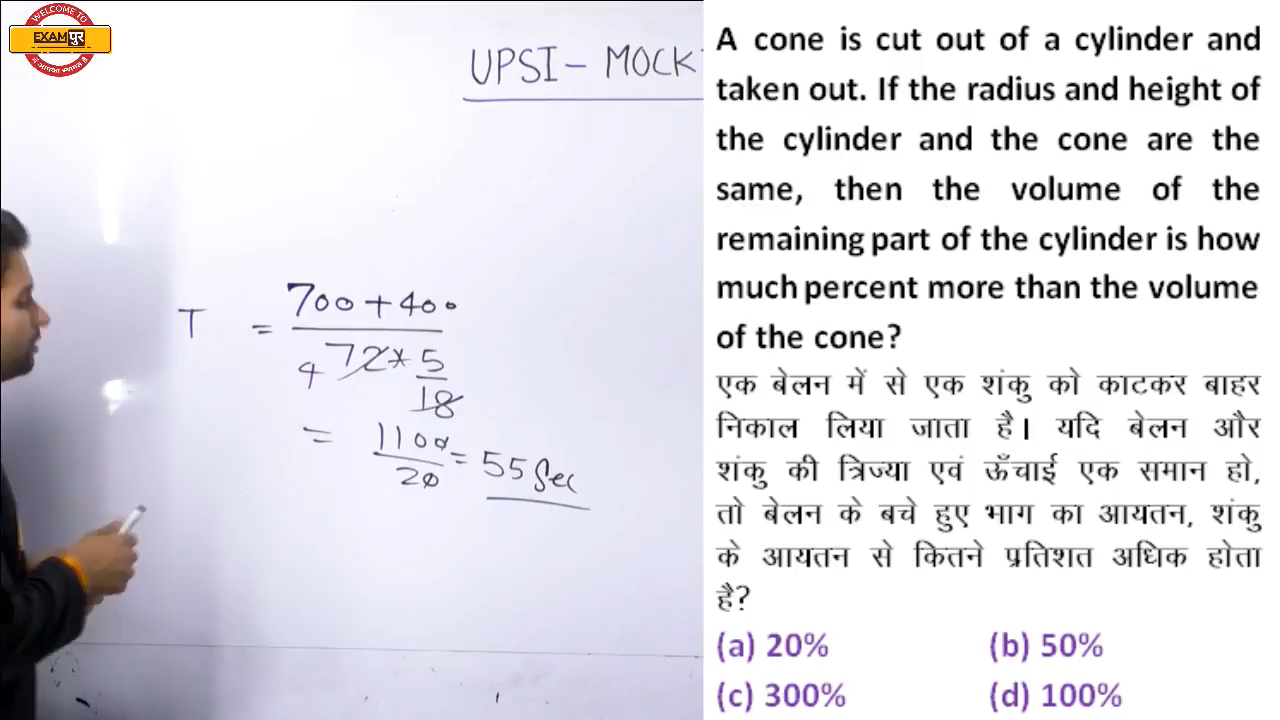 WELCOME TO
EXAMपुर
UPSI - MOCK
T = 700 + 400
4 72 * 5
18
= 1100 = 55 Sec
20
A cone is cut out of a cylinder and
taken out. If the radius and height of
the cylinder and the cone are the
same, then the volume of the
remaining part of the cylinder is how
much percent more than the volume
of the cone?
एक बेलन में से एक शंकु को काटकर बाहर
निकाल लिया जाता है। यदि बेलन और
शंकु की त्रिज्या एवं ऊँचाई एक समान हो,
तो बेलन के बचे हुए भाग का आयतन, शंकु
के आयतन से कितने प्रतिशत अधिक होता
है?
(a) 20% (b) 50%
(c) 300% (d) 100%